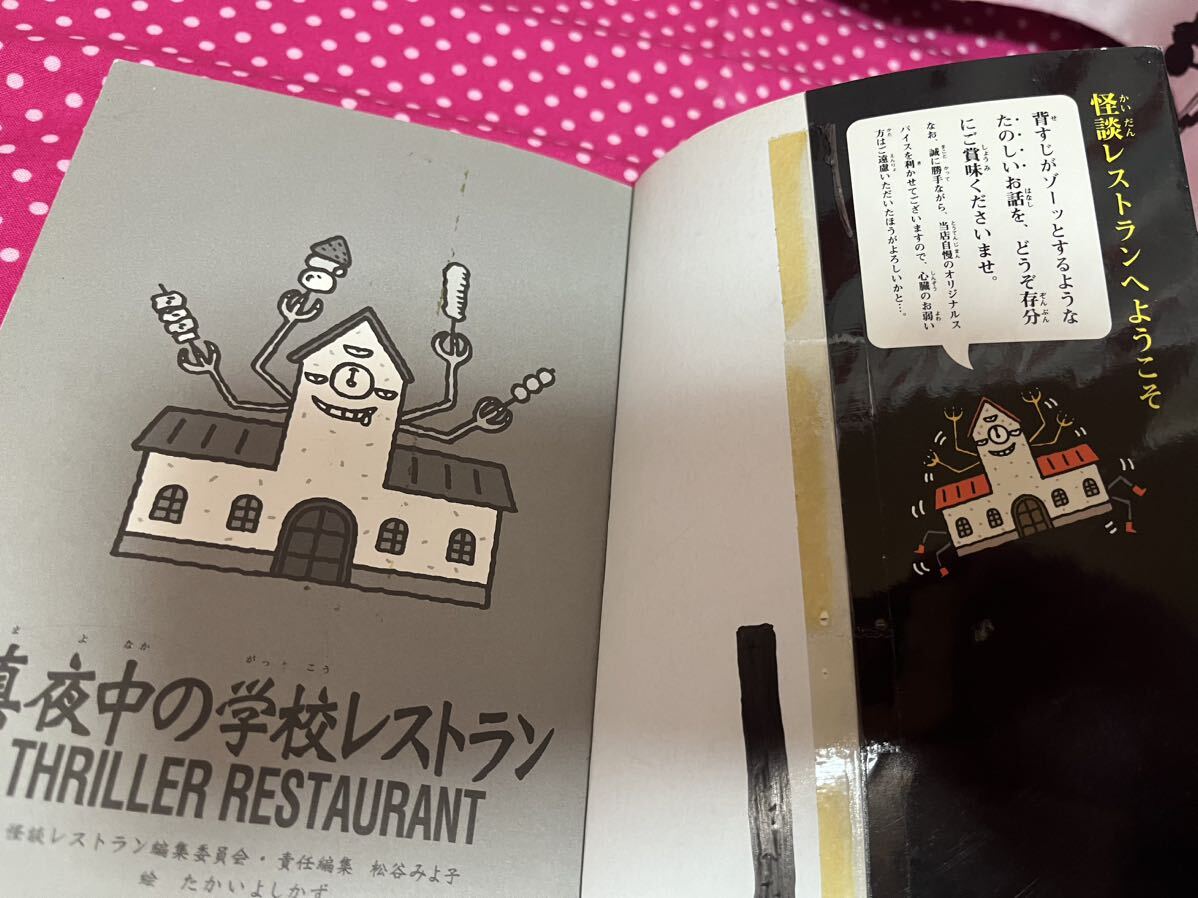 怪談レストランへようこそ
背すじがゾーッとするような
たのしいお話を、どうぞ存分
にご賞味くださいませ。
なお、誠に勝手ながら、当店自慢のオリジナルス
パイスを利かせてございますので、心臓のお弱い
方はご遠慮いただいたほうがよろしいかと…。
真夜中の学校レストラン
THRILLER RESTAURANT
怪談レストラン編集委員会・責任編集 松谷みよ子
絵 たかいよしかず